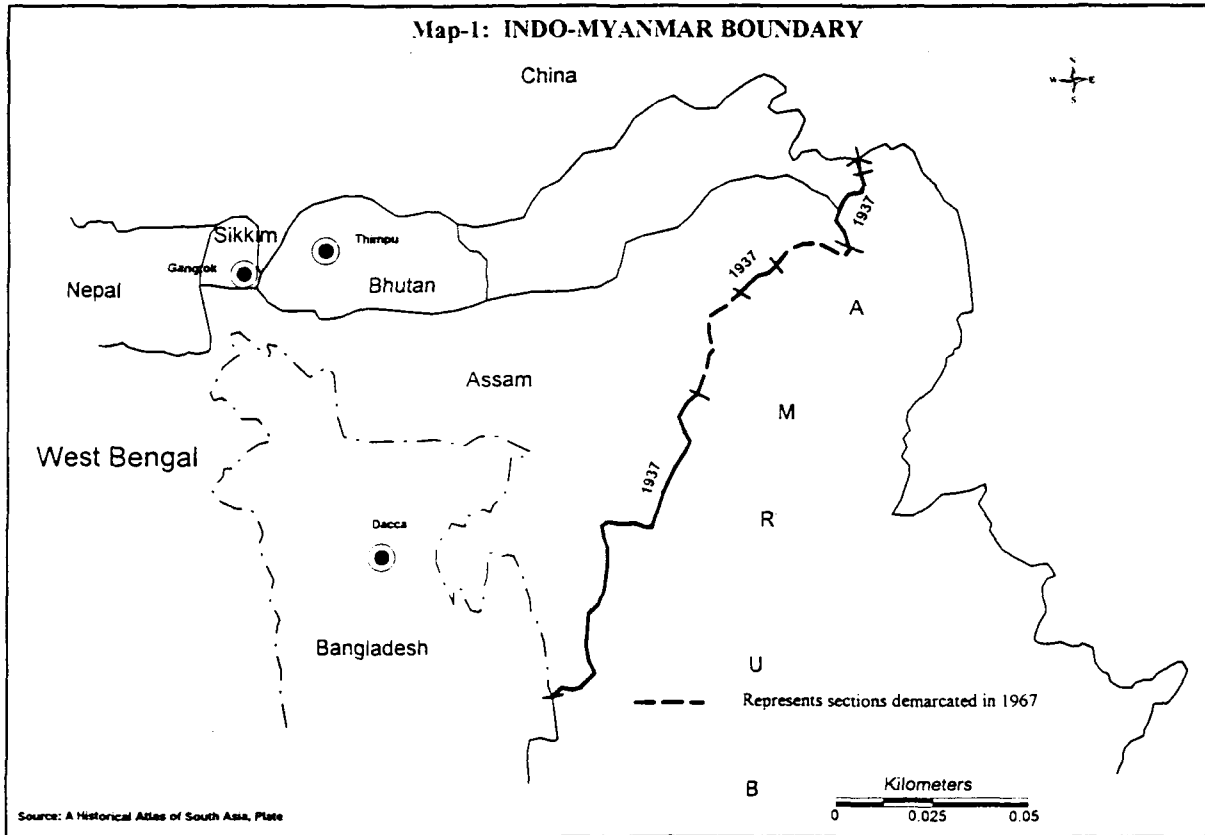 Map-1: INDO-MYANMAR BOUNDARY
China
W E
S
Sikkim
Thimpu
Gangtok
Bhutan
Nepal
1937
1937
A
Assam
M
West Bengal
1937
R
Dacca
Bangladesh
U
Represents sections demarcated in 1967
B
Kilometers
0 0.025 0.05
Source: A Historical Atlas of South Asia, Plate